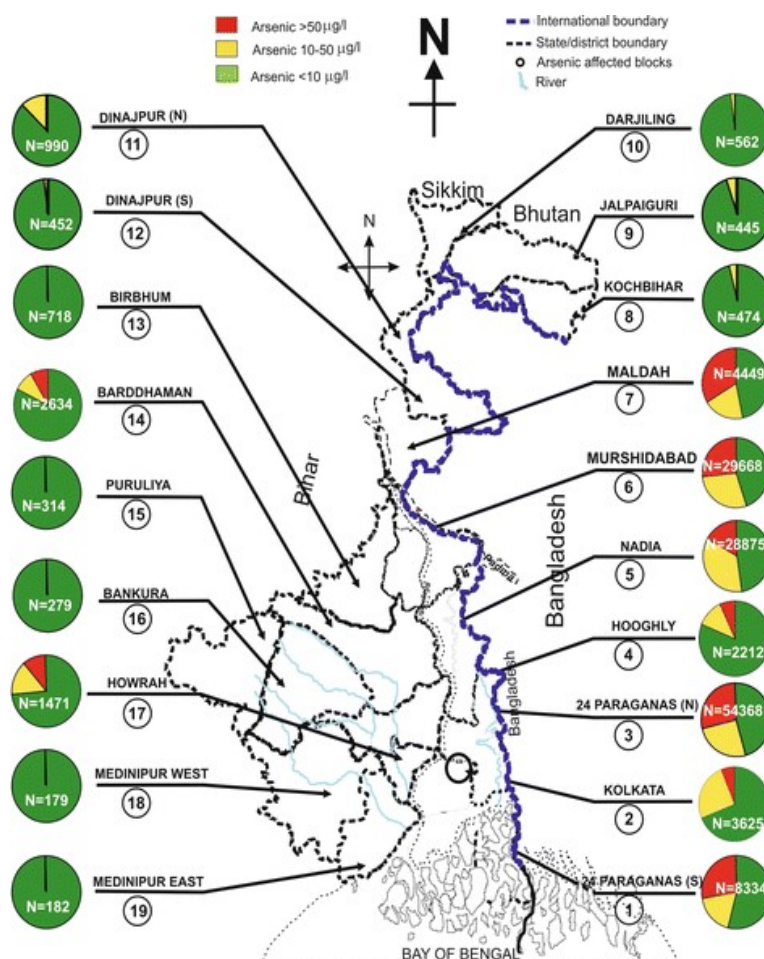 Arsenic >50µg/l
Arsenic 10-50 µg/l
Arsenic <10 µg/l
N
International boundary
State/district boundary
Arsenic affected blocks
River
N=990
DINAJPUR (N)
11
DARJILING
10
N=562
Sikkim
Bhutan
N=452
DINAJPUR (S)
12
N
JALPAIGURI
9
N=445
N=718
BIRBHUM
13
KOCHBIHAR
8
N=474
N=2634
BARDDHAMAN
14
MALDAH
7
N=4449
Bihar
N=314
PURULIYA
15
MURSHIDABAD
6
N=29668
Bangladesh
N=279
BANKURA
16
NADIA
5
N=28875
N=1471
HOWRAH
17
HOOGHLY
4
N=2212
Bangladesh
24 PARAGANAS (N)
3
N=54368
N=179
MEDINIPUR WEST
18
KOLKATA
2
N=3625
N=182
MEDINIPUR EAST
19
24 PARAGANAS (S)
1
N=8334
BAY OF BENGAL